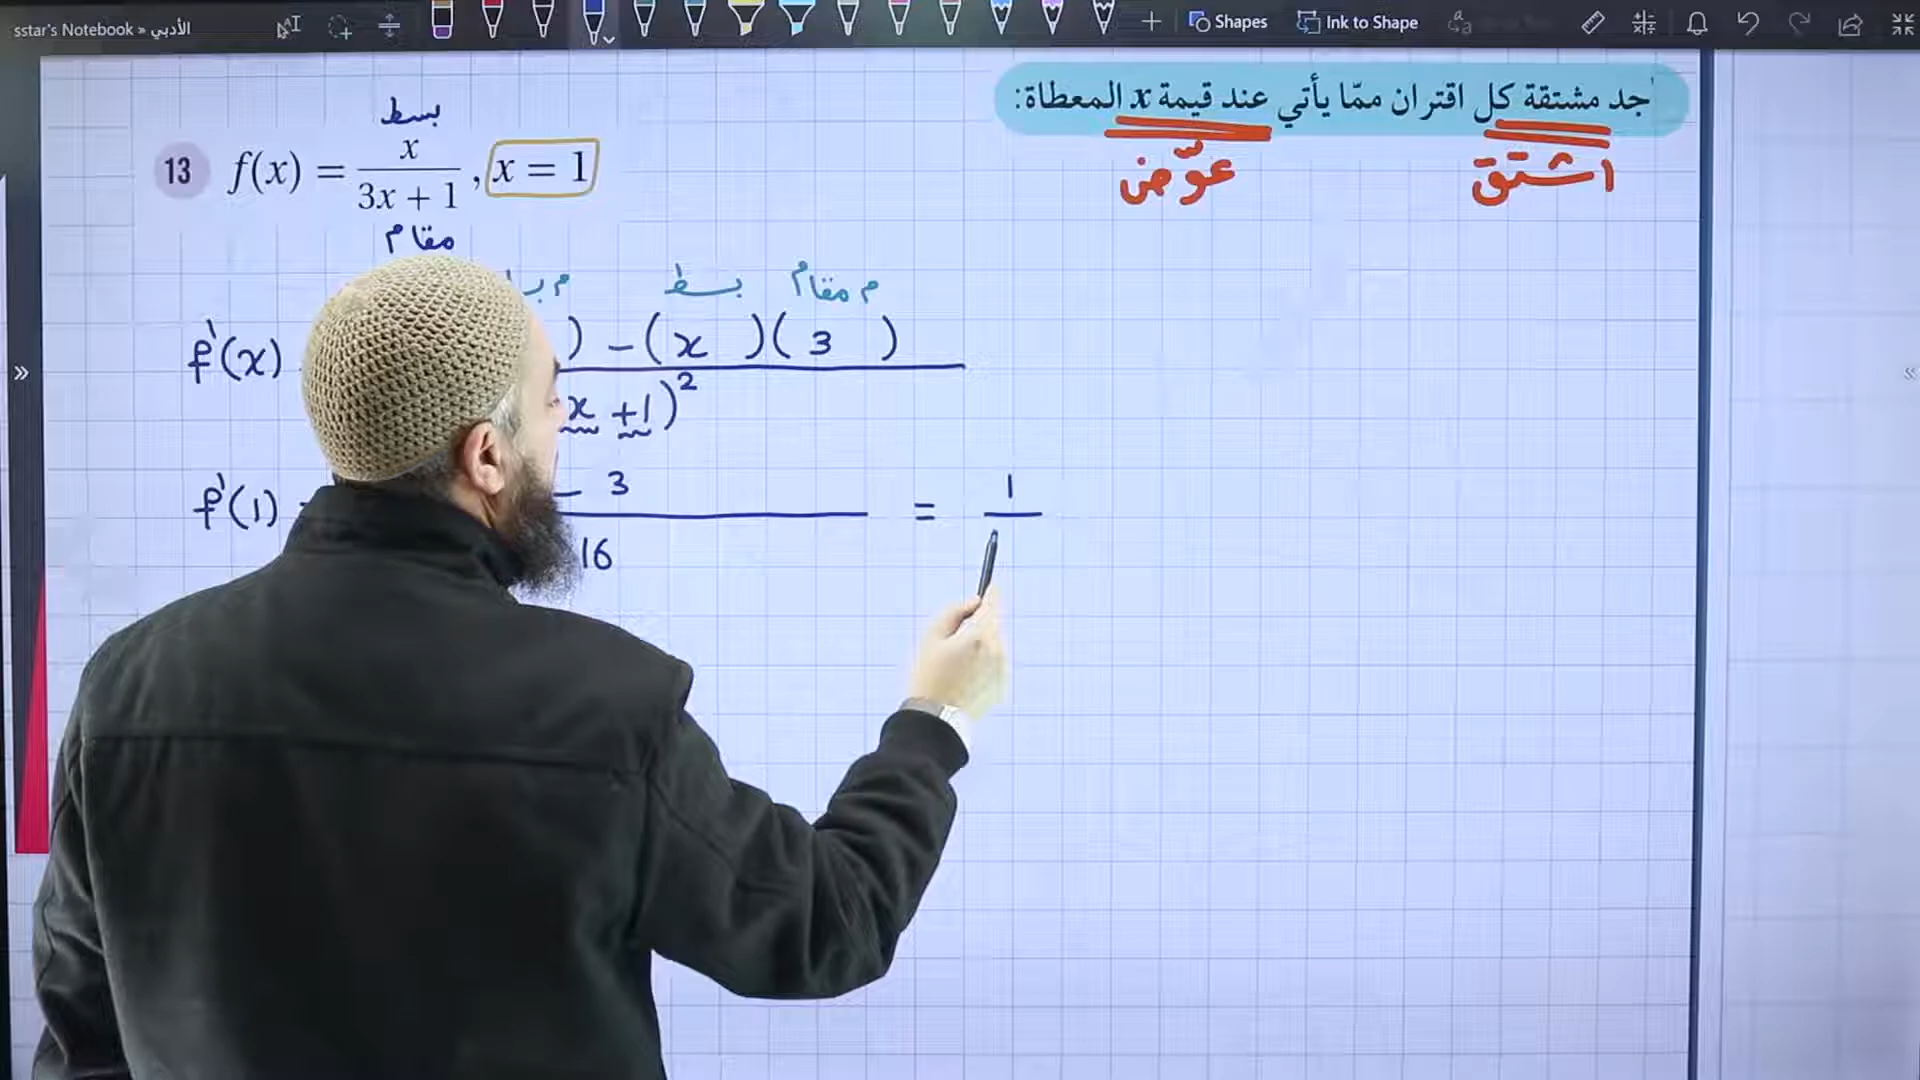 sstar's Notebook » الأدبي
Shapes
Ink to Shape
جد مشتقة كل اقتران ممّا يأتي عند قيمة x المعطاة:
اشتق
عوّض
بسط
13 f(x) = x / 3x + 1 , x = 1
مقام
بسط م مقام
f'(x) ) - (x )( 3 )
x + 1)²
f'(1) - 3 = 1
16